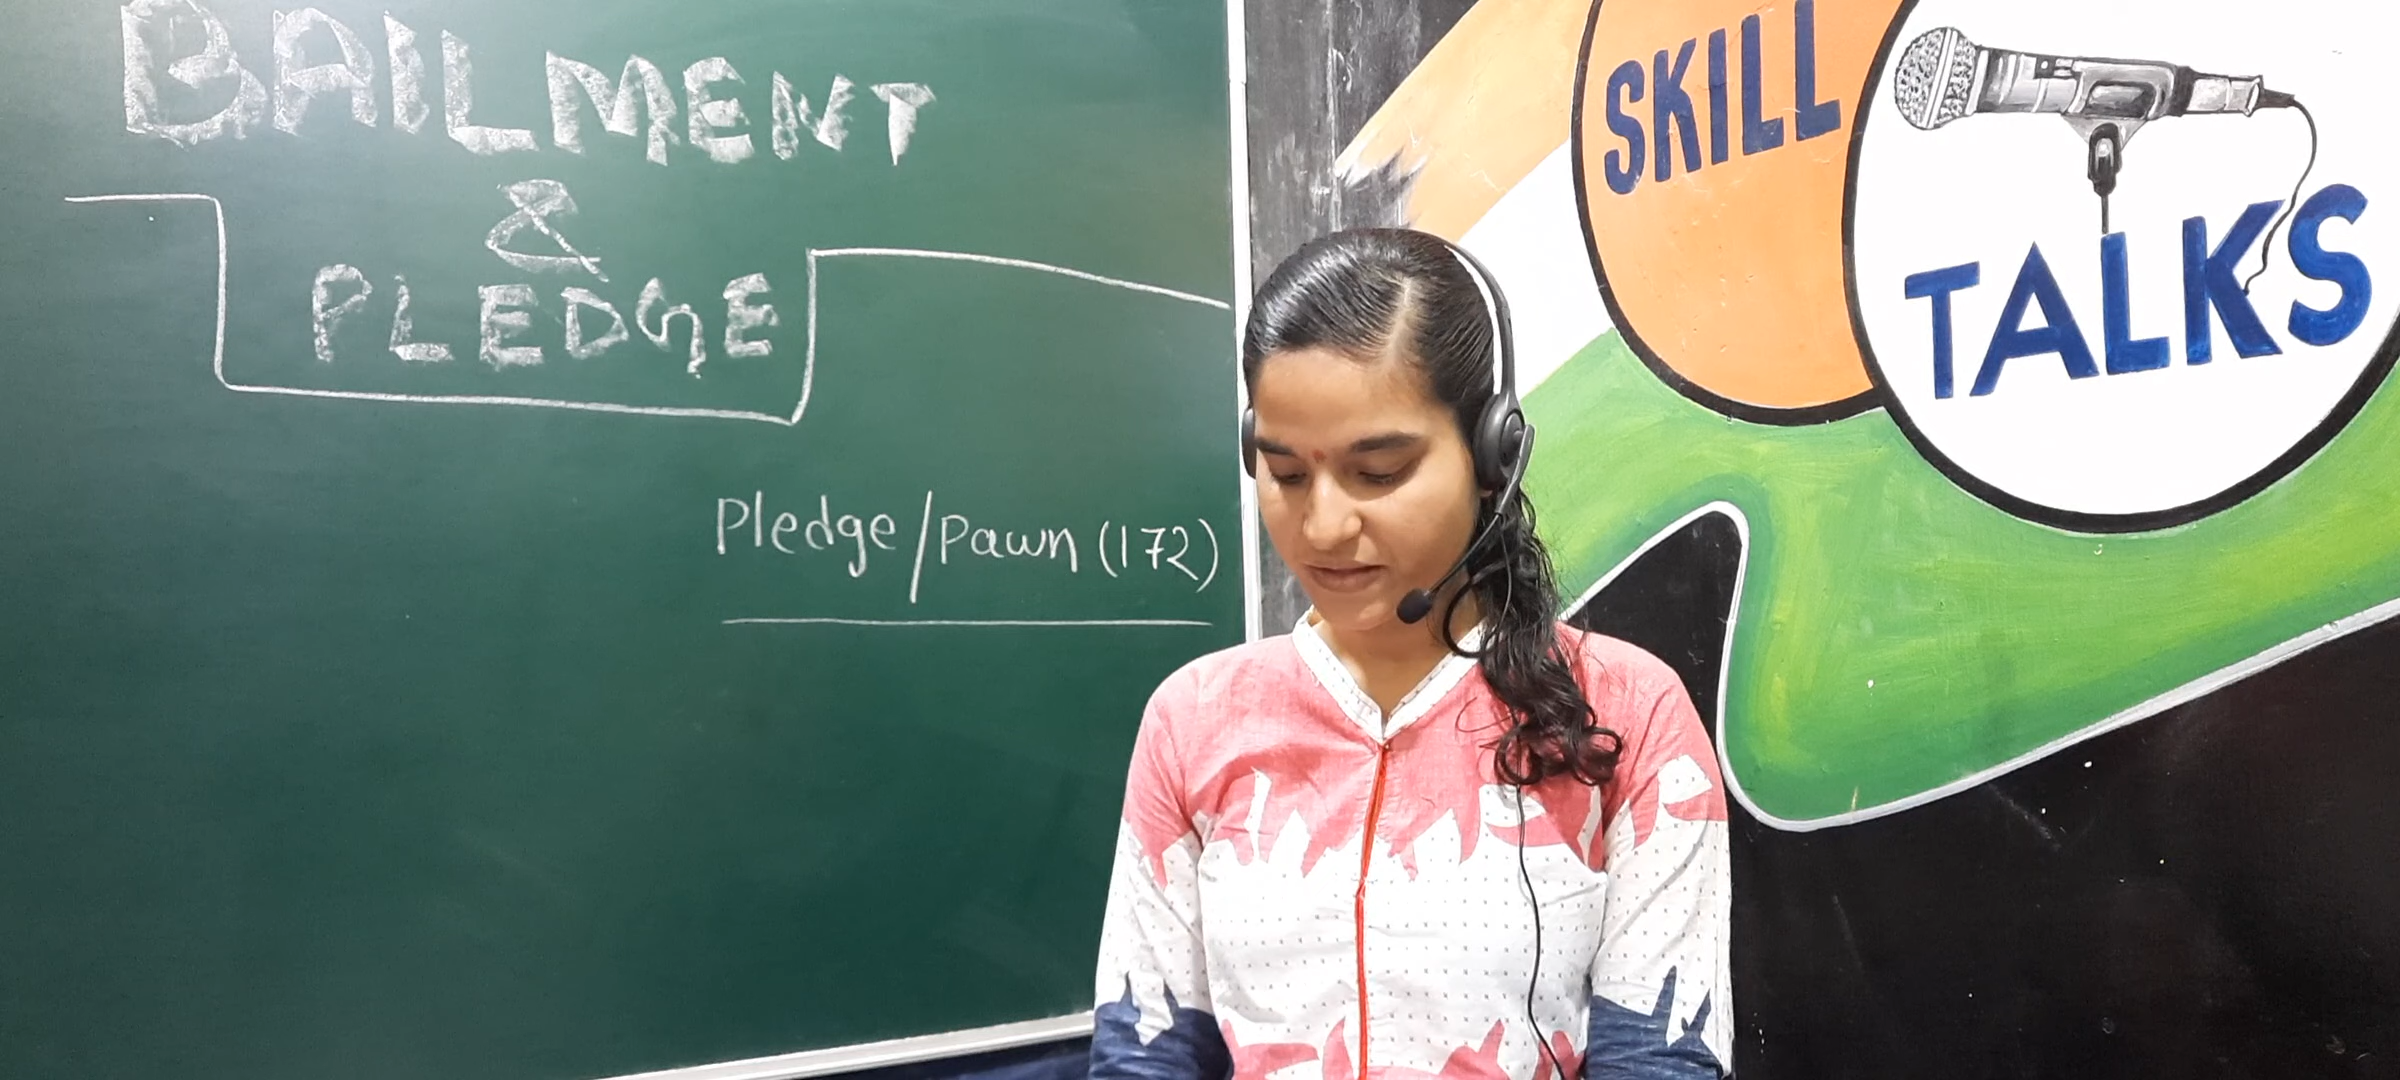 BAILMENT
&
PLEDGE
Pledge/Pawn (172)
SKILL
TALKS